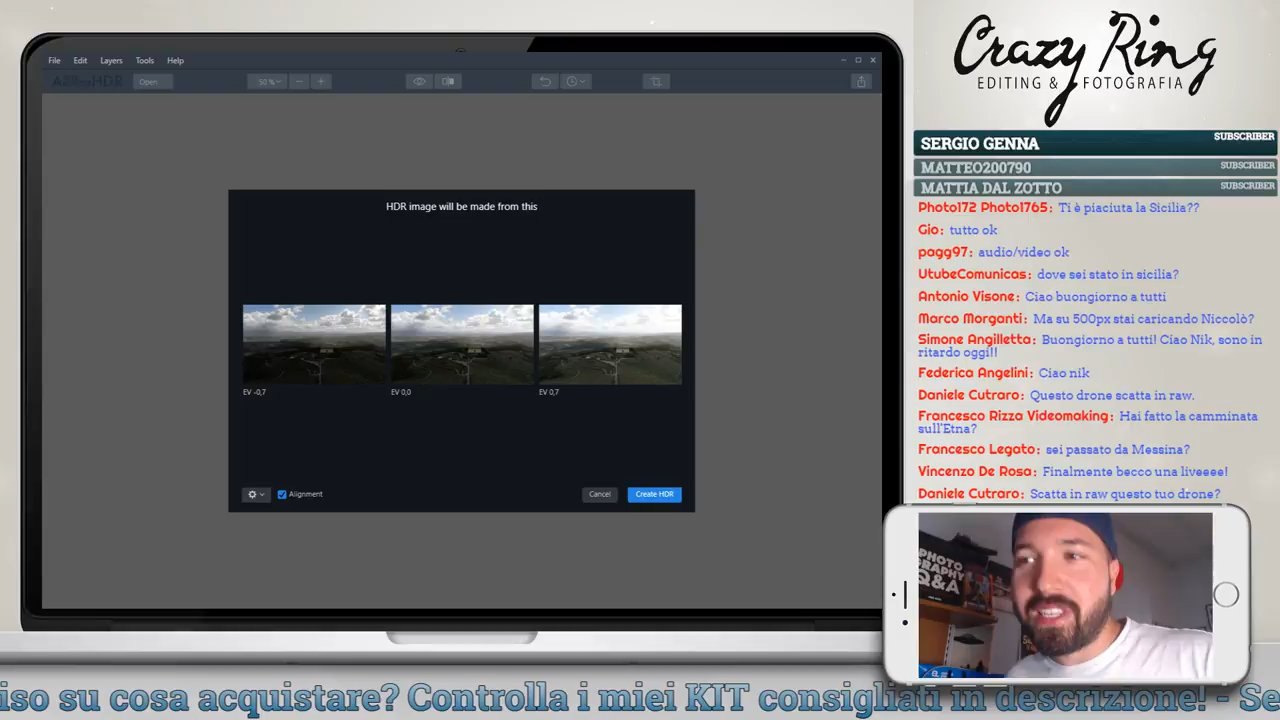 File Edit Layers Tools Help
Open
50 %
HDR image will be made from this
EV -0,7
EV 0,0
EV 0,7
Alignment
Cancel
Create HDR
Crazy Ring
EDITING & FOTOGRAFIA
SERGIO GENNA SUBSCRIBER
MATTEO200790 SUBSCRIBER
MATTIA DAL ZOTTO SUBSCRIBER
Photo172 Photo1765: Ti è piaciuta la Sicilia??
Gio: tutto ok
pagg97: audio/video ok
UtubeComunicas: dove sei stato in sicilia?
Antonio Visone: Ciao buongiorno a tutti
Marco Morganti: Ma su 500px stai caricando Niccolò?
Simone Angilletta: Buongiorno a tutti! Ciao Nik, sono in
ritardo oggi!!
Federica Angelini: Ciao nik
Daniele Cutraro: Questo drone scatta in raw.
Francesco Rizza Videomaking: Hai fatto la camminata
sull'Etna?
Francesco Legato: sei passato da Messina?
Vincenzo De Rosa: Finalmente becco una liveeee!
Daniele Cutraro: Scatta in raw questo tuo drone?
PHOTO
GRAPHY
Q&A
iso su cosa acquistare? Controlla i miei KIT consigliati in descrizione! - Se